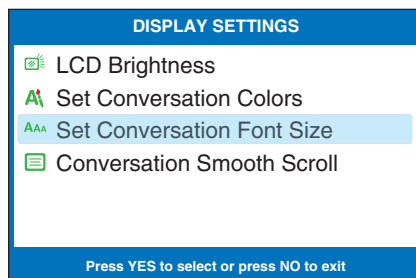 DISPLAY SETTINGS
LCD Brightness
Set Conversation Colors
AAA Set Conversation Font Size
Conversation Smooth Scroll
Press YES to select or press NO to exit